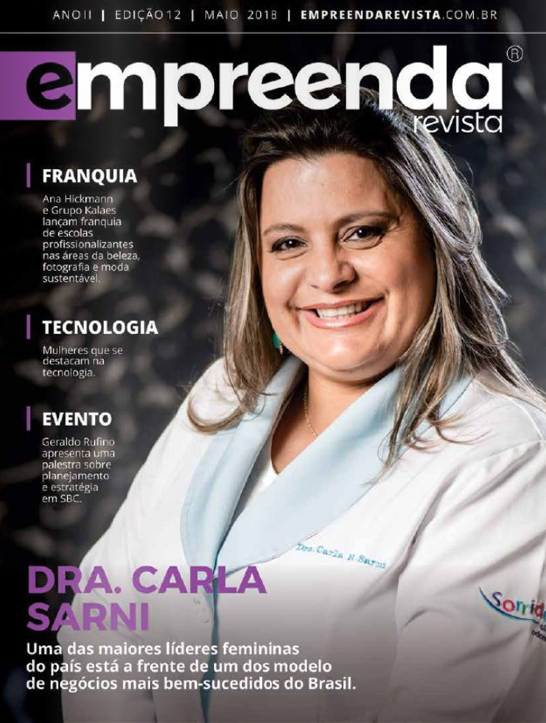 ANO II | EDIÇÃO 12 | MAIO 2018 | EMPREENDAREVISTA.COM.BR
empreenda®
revista
FRANQUIA
Ana Hickmann
e Grupo Kalaes
lançam franquia
de escolas
profissionalizantes
nas áreas da beleza,
fotografia e moda
sustentável.
TECNOLOGIA
Mulheres que se
destacam na
tecnologia.
EVENTO
Geraldo Rufino
apresenta uma
palestra sobre
planejamento
e estratégia
em SBC.
Dra. Carla R. Sarni
Sorrid
DRA. CARLA
SARNI
Uma das maiores líderes femininas
do país está a frente de um dos modelo
de negócios mais bem-sucedidos do Brasil.